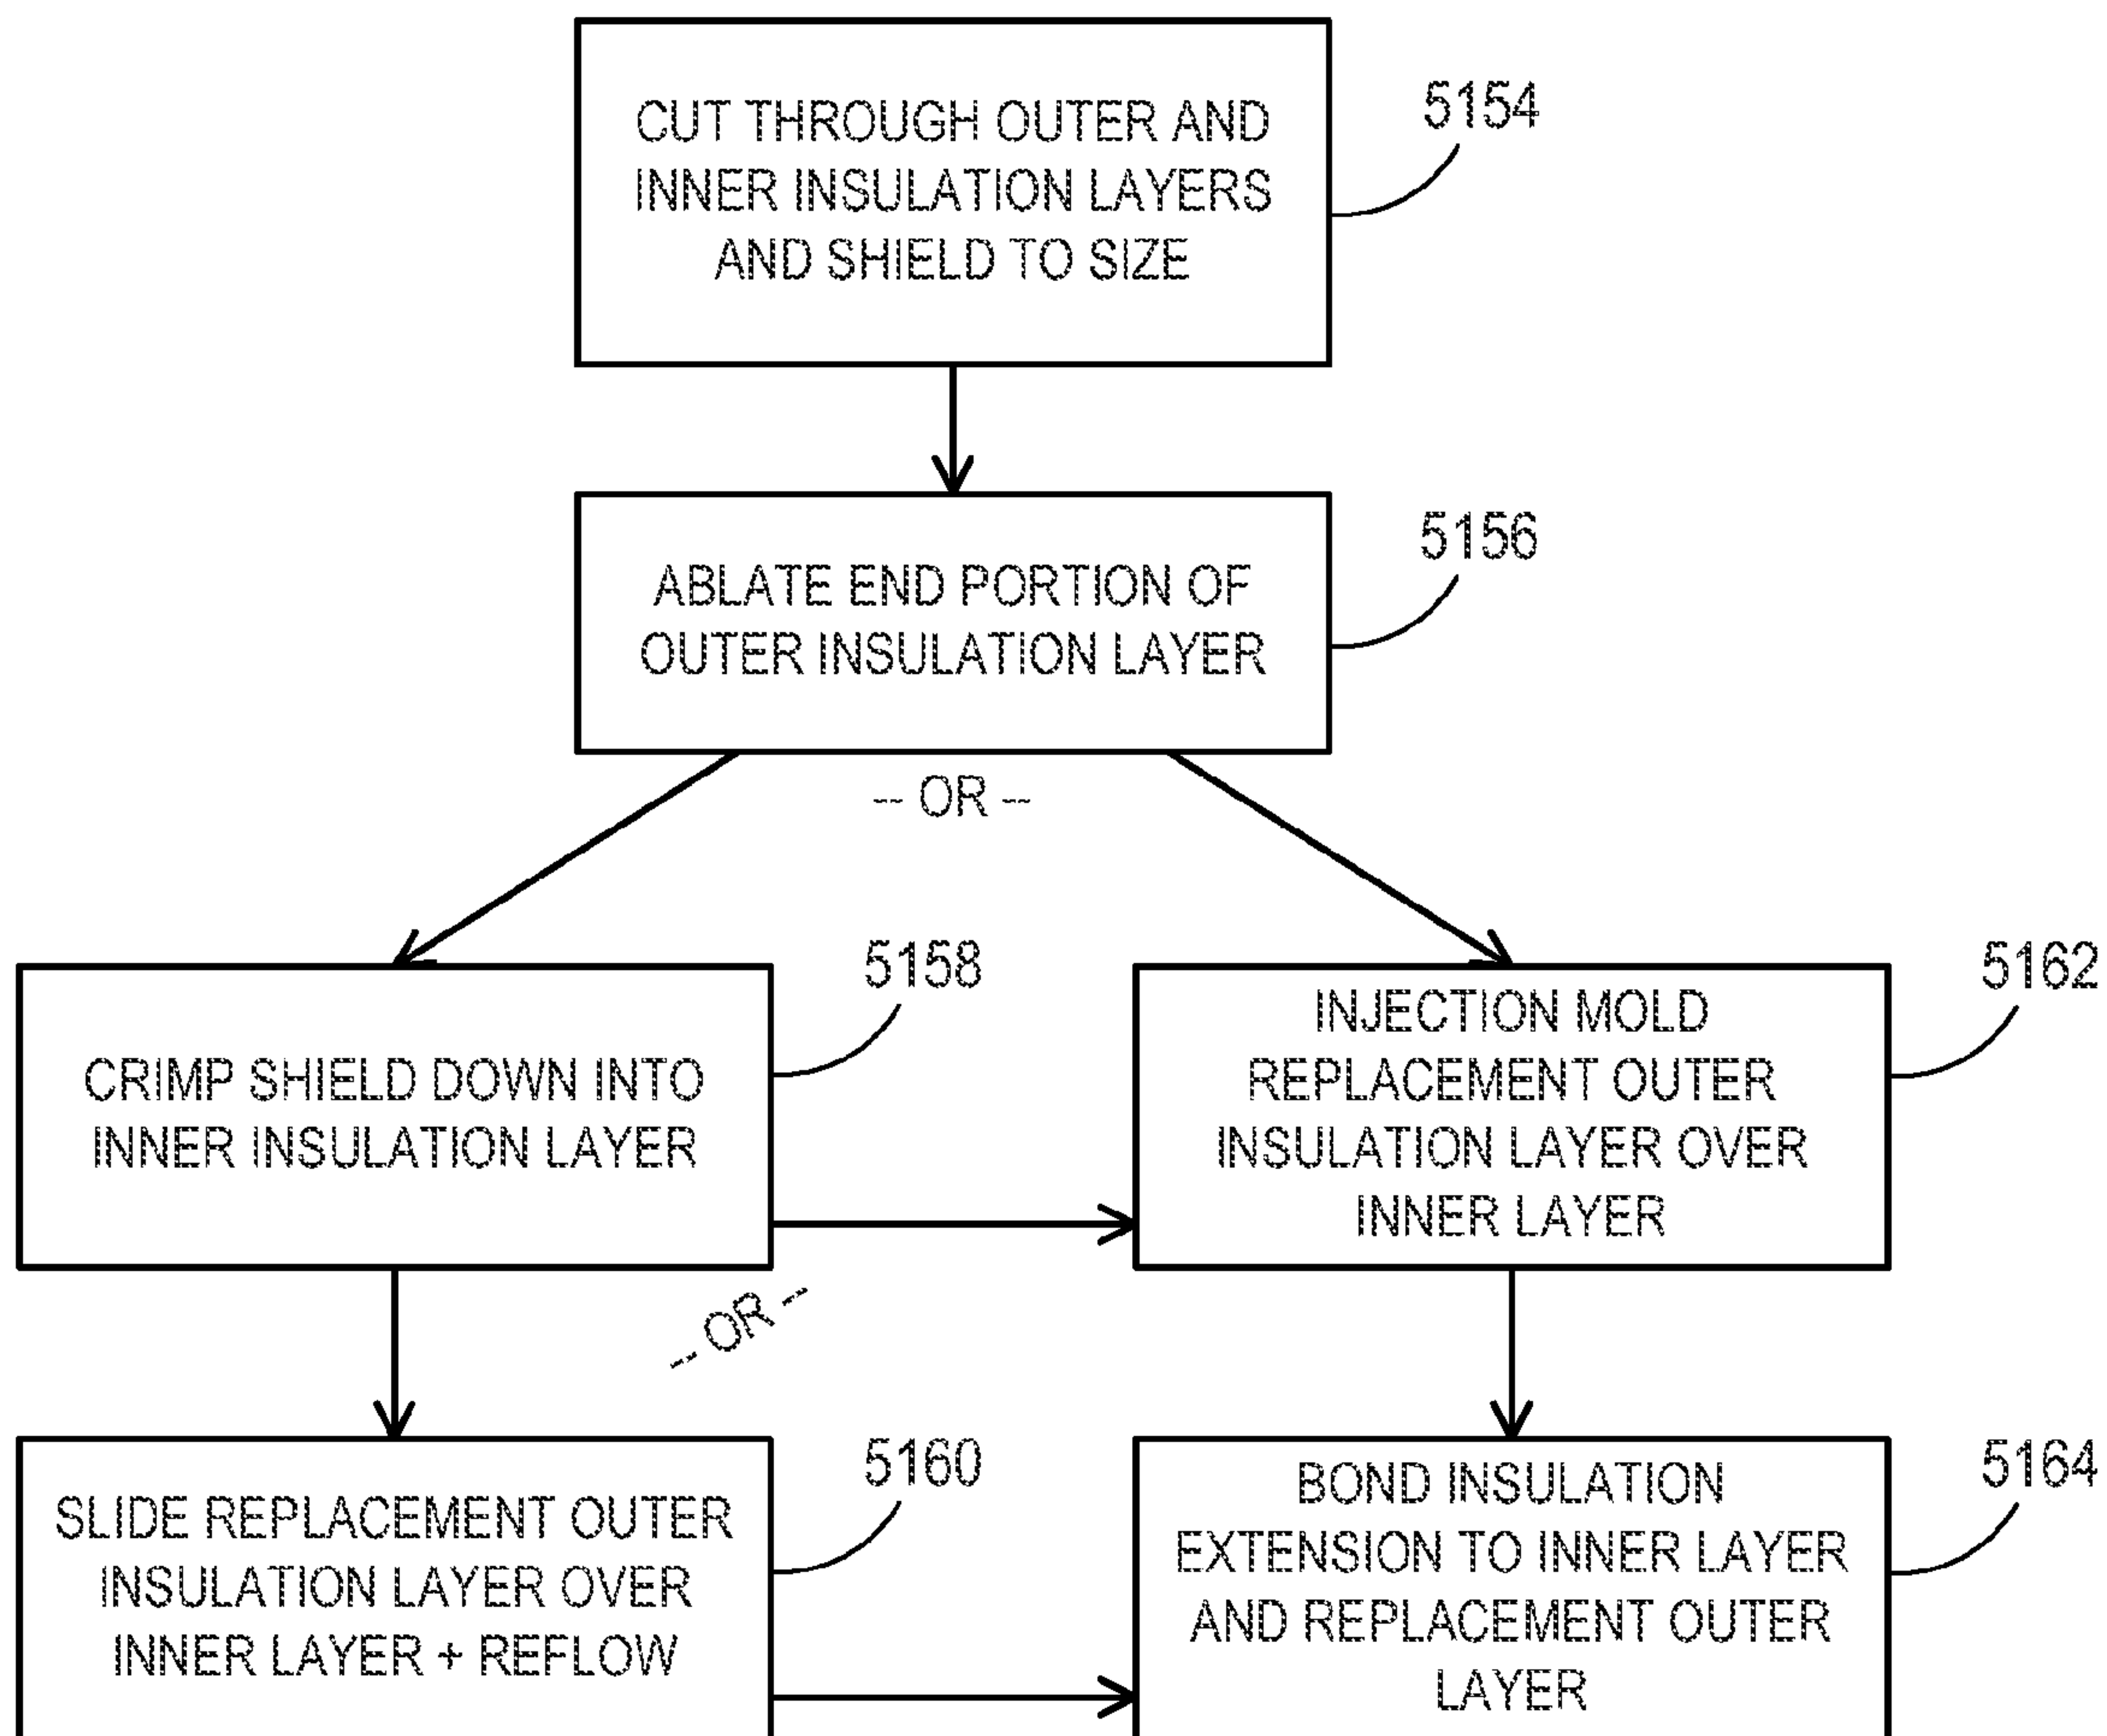 CUT THROUGH OUTER AND
INNER INSULATION LAYERS
AND SHIELD TO SIZE
5154
ABLATE END PORTION OF
OUTER INSULATION LAYER
5156
-- OR --
CRIMP SHIELD DOWN INTO
INNER INSULATION LAYER
5158
INJECTION MOLD
REPLACEMENT OUTER
INSULATION LAYER OVER
INNER LAYER
5162
-- OR --
SLIDE REPLACEMENT OUTER
INSULATION LAYER OVER
INNER LAYER + REFLOW
5160
BOND INSULATION
EXTENSION TO INNER LAYER
AND REPLACEMENT OUTER
LAYER
5164